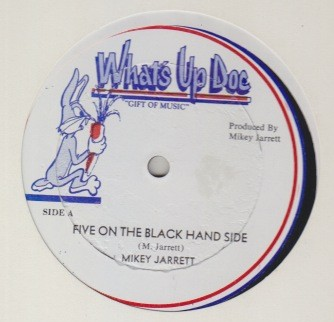 What's Up Doc
"GIFT OF MUSIC"
Produced By
Mikey Jarrett
SIDE A
FIVE ON THE BLACK HAND SIDE
(M. Jarrett)
MIKEY JARRETT